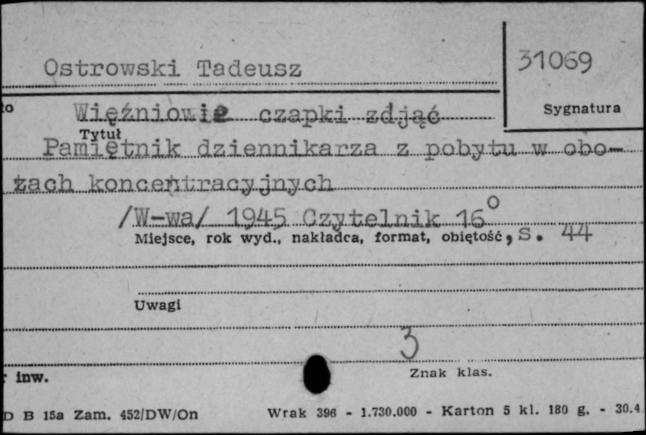 Ostrowski Tadeusz
31069
Sygnatura
to Więźniowie czapki zdjąć
Tytuł
Pamiętnik dziennikarza z pobytu w obo-
zach koncentracyjnych
/W-wa/ 1945 Czytelnik 16°
Miejsce, rok wyd., nakładca, format, objętość, s. 44
Uwagi
3
r inw.
Znak klas.
D B 15a Zam. 452/DW/On Wrak 396 - 1.730.000 - Karton 5 kl. 180 g. - 30.4